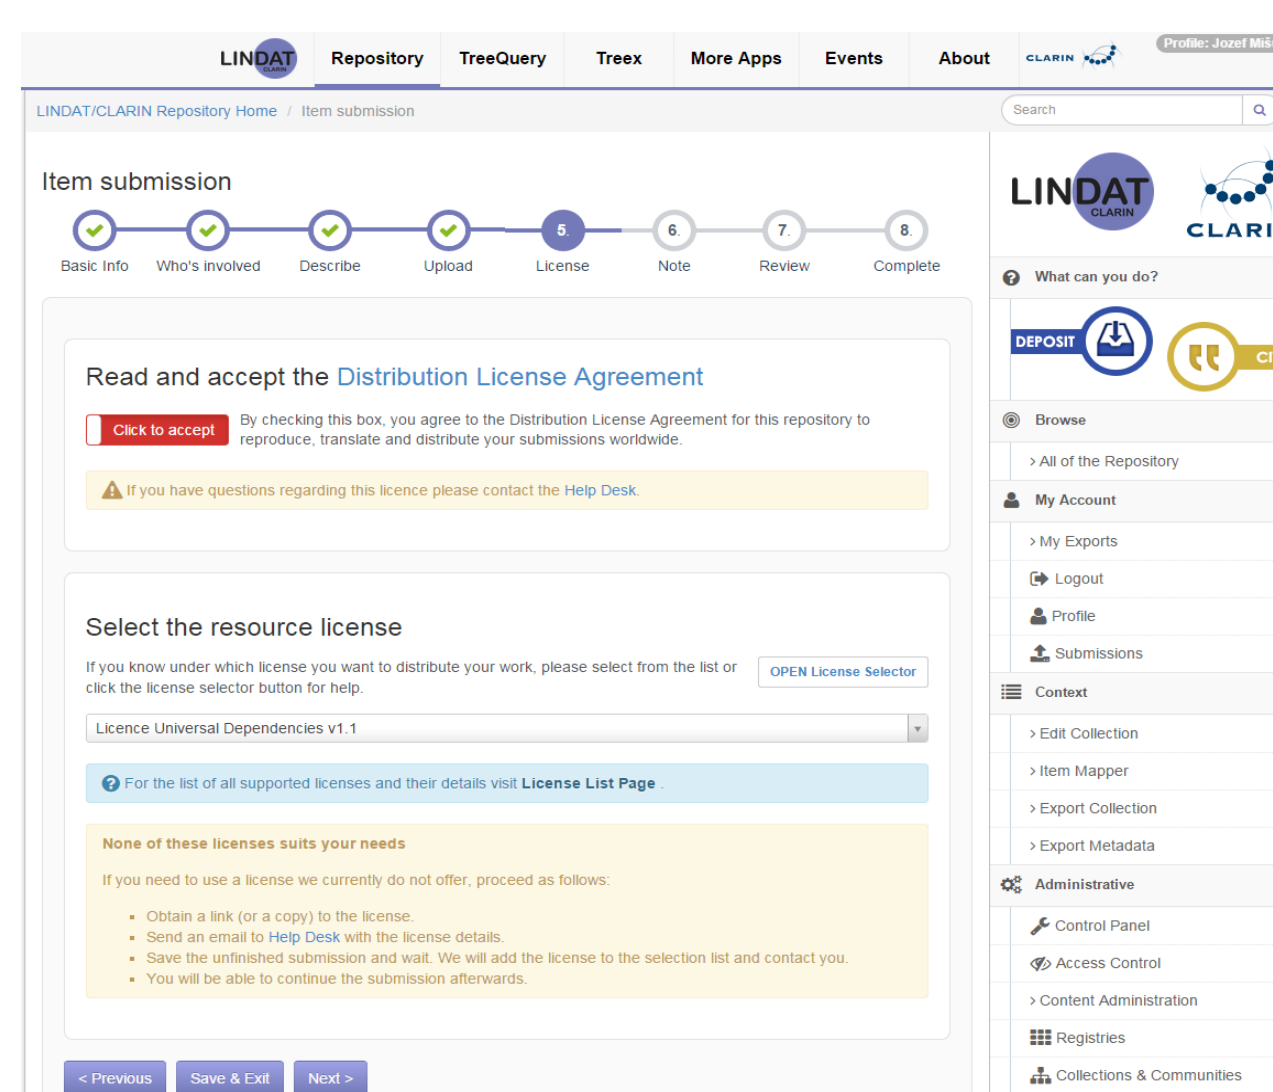 LINDAT CLARIN Repository TreeQuery Treex More Apps Events About CLARIN Profile: Jozef Miš
LINDAT/CLARIN Repository Home / Item submission
Search
Item submission
5. 6. 7. 8.
Basic Info Who's involved Describe Upload License Note Review Complete
Read and accept the Distribution License Agreement
Click to accept
By checking this box, you agree to the Distribution License Agreement for this repository to
reproduce, translate and distribute your submissions worldwide.
If you have questions regarding this licence please contact the Help Desk.
Select the resource license
If you know under which license you want to distribute your work, please select from the list or
click the license selector button for help.
OPEN License Selector
Licence Universal Dependencies v1.1
For the list of all supported licenses and their details visit License List Page .
None of these licenses suits your needs
If you need to use a license we currently do not offer, proceed as follows:
Obtain a link (or a copy) to the license.
Send an email to Help Desk with the license details.
Save the unfinished submission and wait. We will add the license to the selection list and contact you.
You will be able to continue the submission afterwards.
< Previous Save & Exit Next >
LINDAT CLARIN
CLARI
What can you do?
DEPOSIT
CI
Browse
> All of the Repository
My Account
> My Exports
Logout
Profile
Submissions
Context
> Edit Collection
> Item Mapper
> Export Collection
> Export Metadata
Administrative
Control Panel
Access Control
> Content Administration
Registries
Collections & Communities